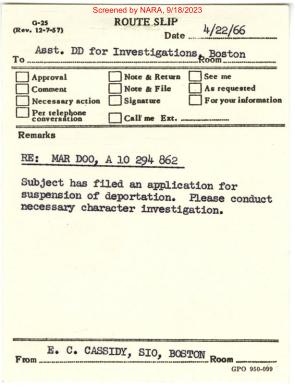 Screened by NARA, 9/18/2023
G-25
(Rev. 12-7-57)
ROUTE SLIP
Date 4/22/66
Asst. DD for Investigations, Boston
To Room
Approval Note & Return See me
Comment Note & File As requested
Necessary action Signature For your information
Per telephone conversation Call me Ext.
Remarks
RE: MAR DOO, A 10 294 862
Subject has filed an application for
suspension of deportation. Please conduct
necessary character investigation.
E. C. CASSIDY, SIO, BOSTON
From Room
GPO 950-099